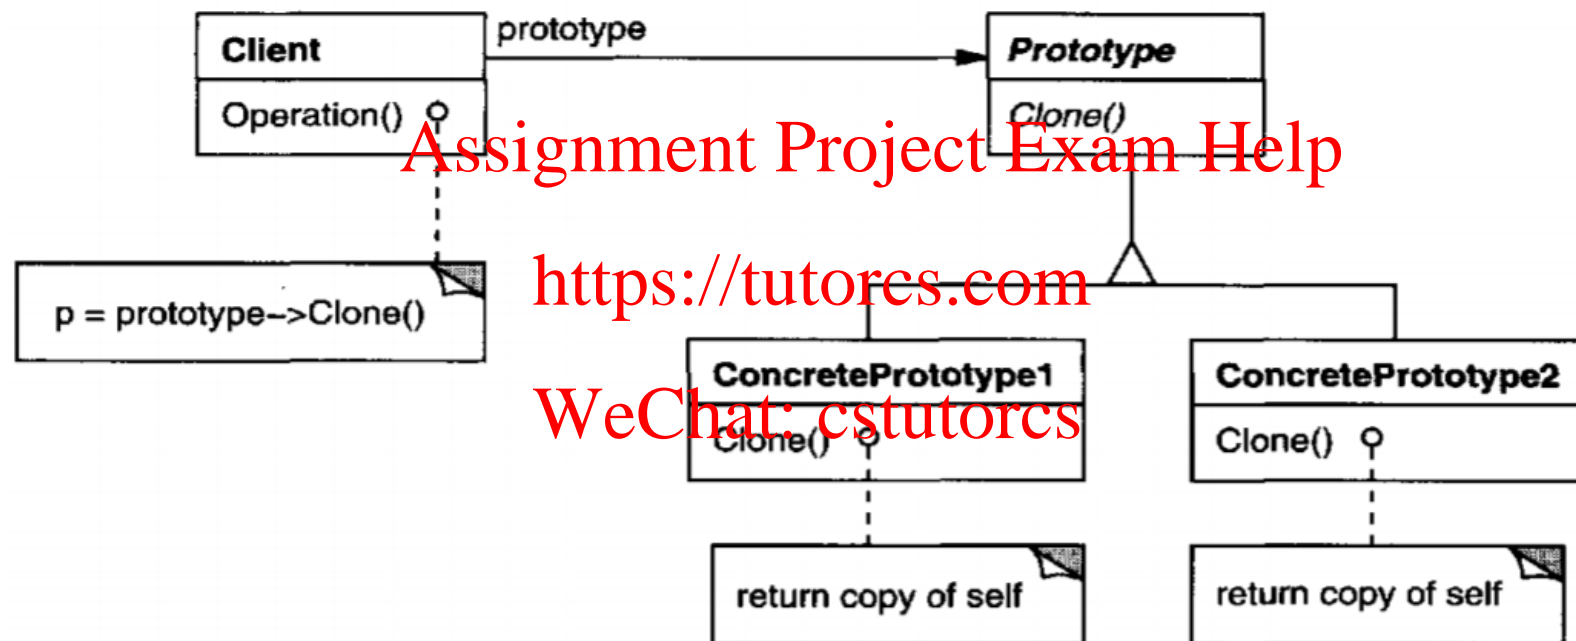 Client
prototype
Prototype
Operation()
Clone()
Assignment Project Exam Help
p = prototype–>Clone()
https://tutorcs.com
ConcretePrototype1
ConcretePrototype2
WeChat: cstutorcs
Clone()
Clone()
return copy of self
return copy of self